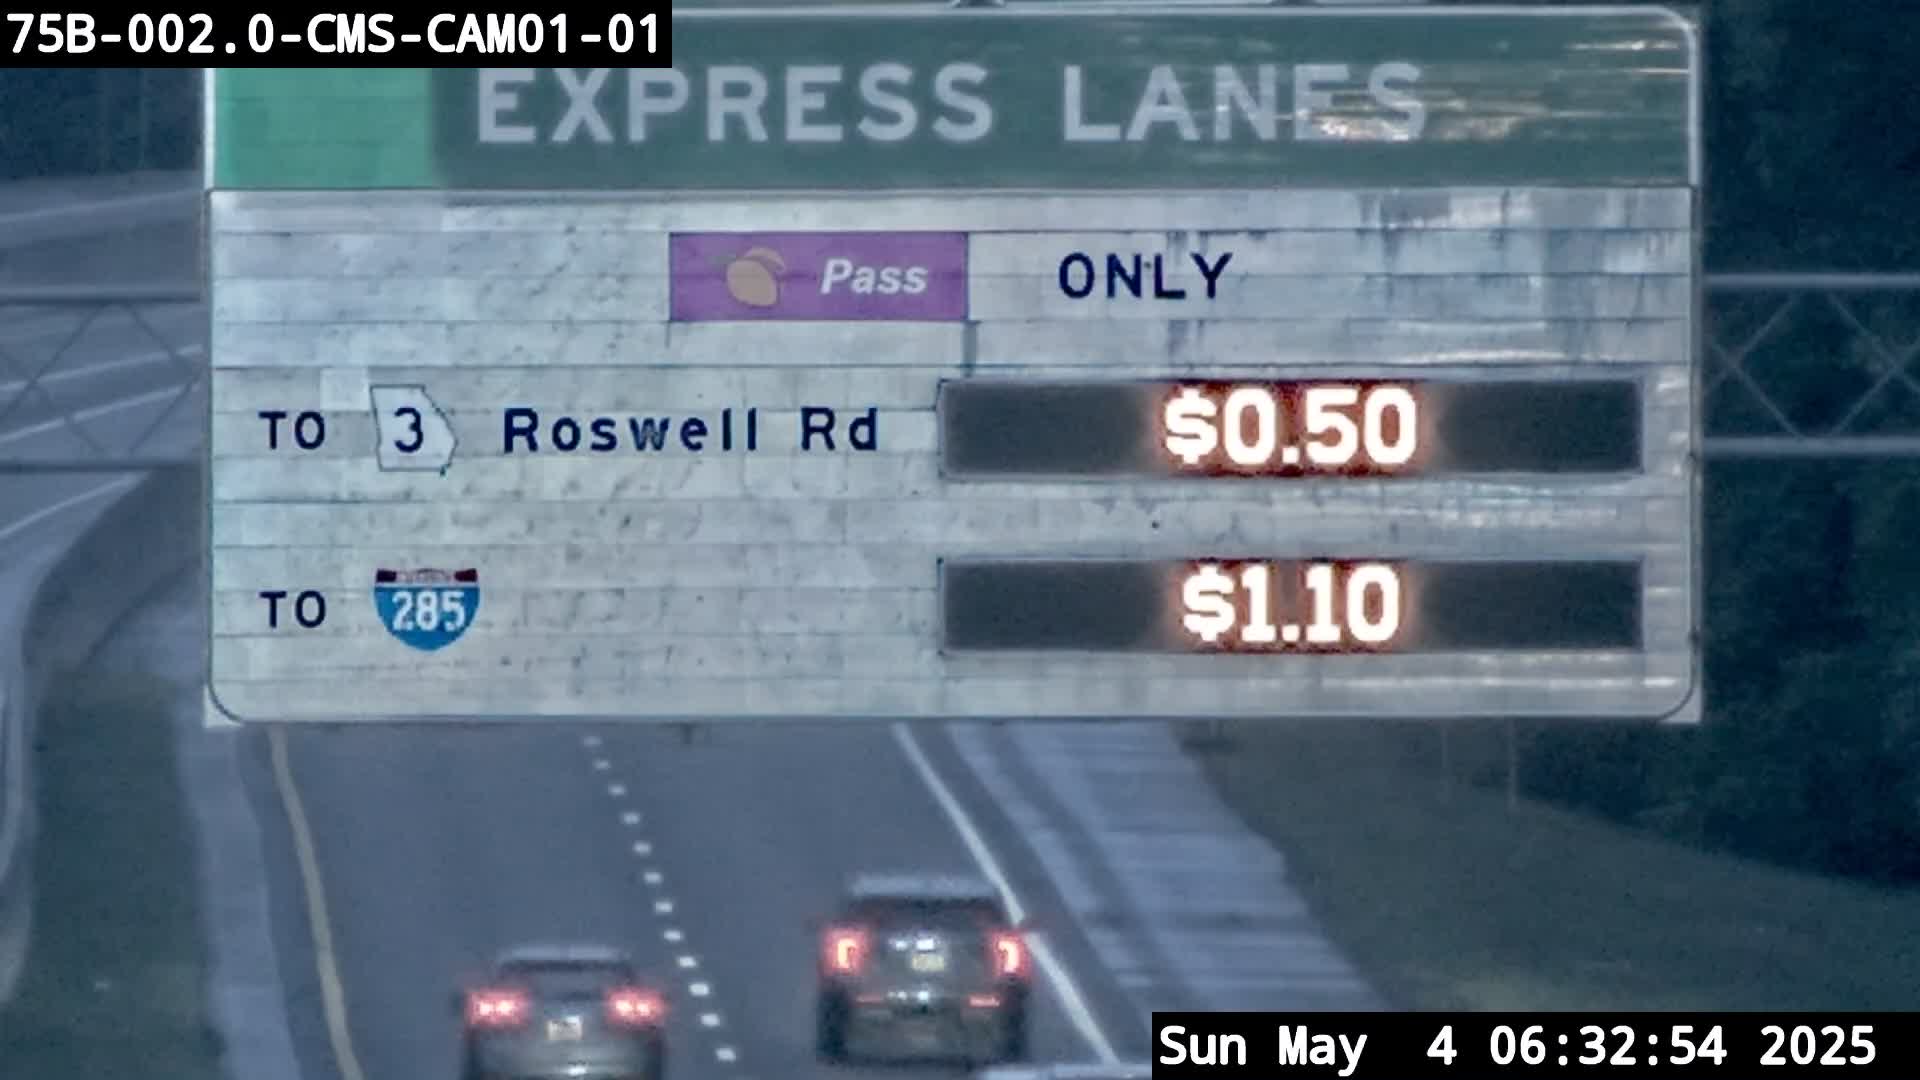 75B-002.0-CMS-CAM01-01
EXPRESS LANES
Pass ONLY
TO 3 Roswell Rd $0.50
TO 285 $1.10
Sun May 4 06:32:54 2025